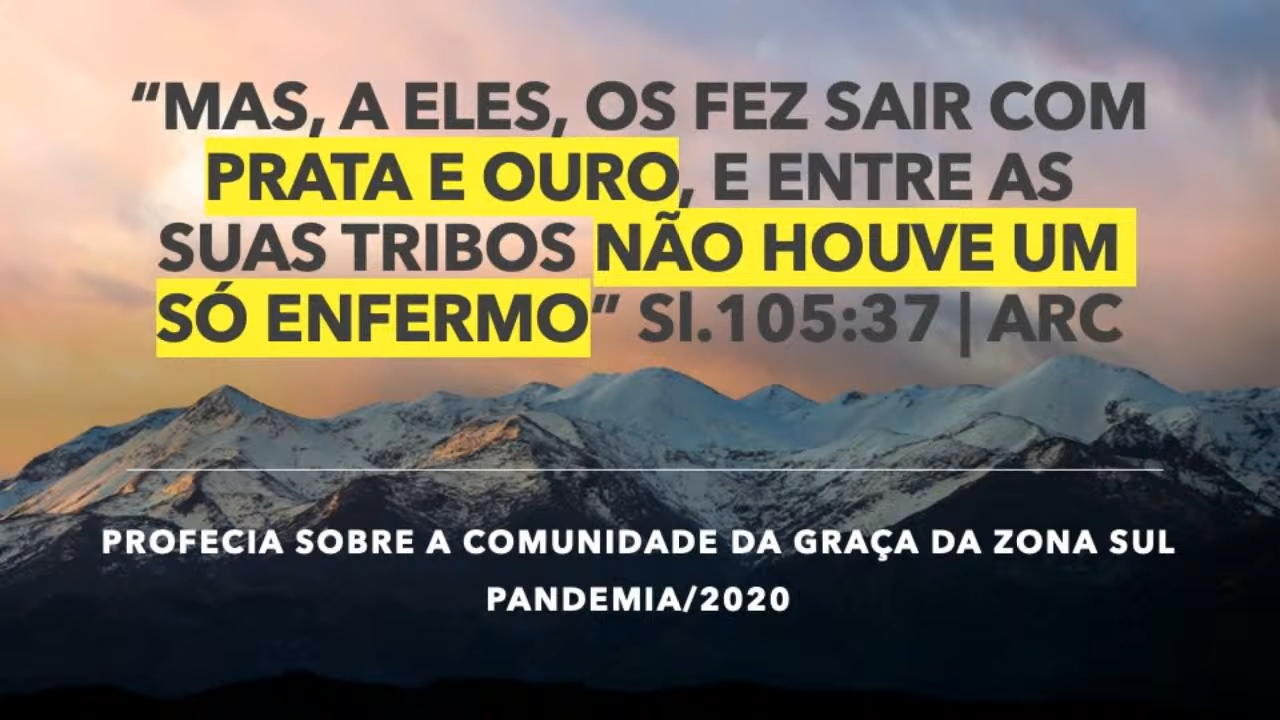 “MAS, A ELES, OS FEZ SAIR COM
PRATA E OURO, E ENTRE AS
SUAS TRIBOS NÃO HOUVE UM
SÓ ENFERMO” Sl.105:37 | ARC
PROFECIA SOBRE A COMUNIDADE DA GRAÇA DA ZONA SUL
PANDEMIA/2020